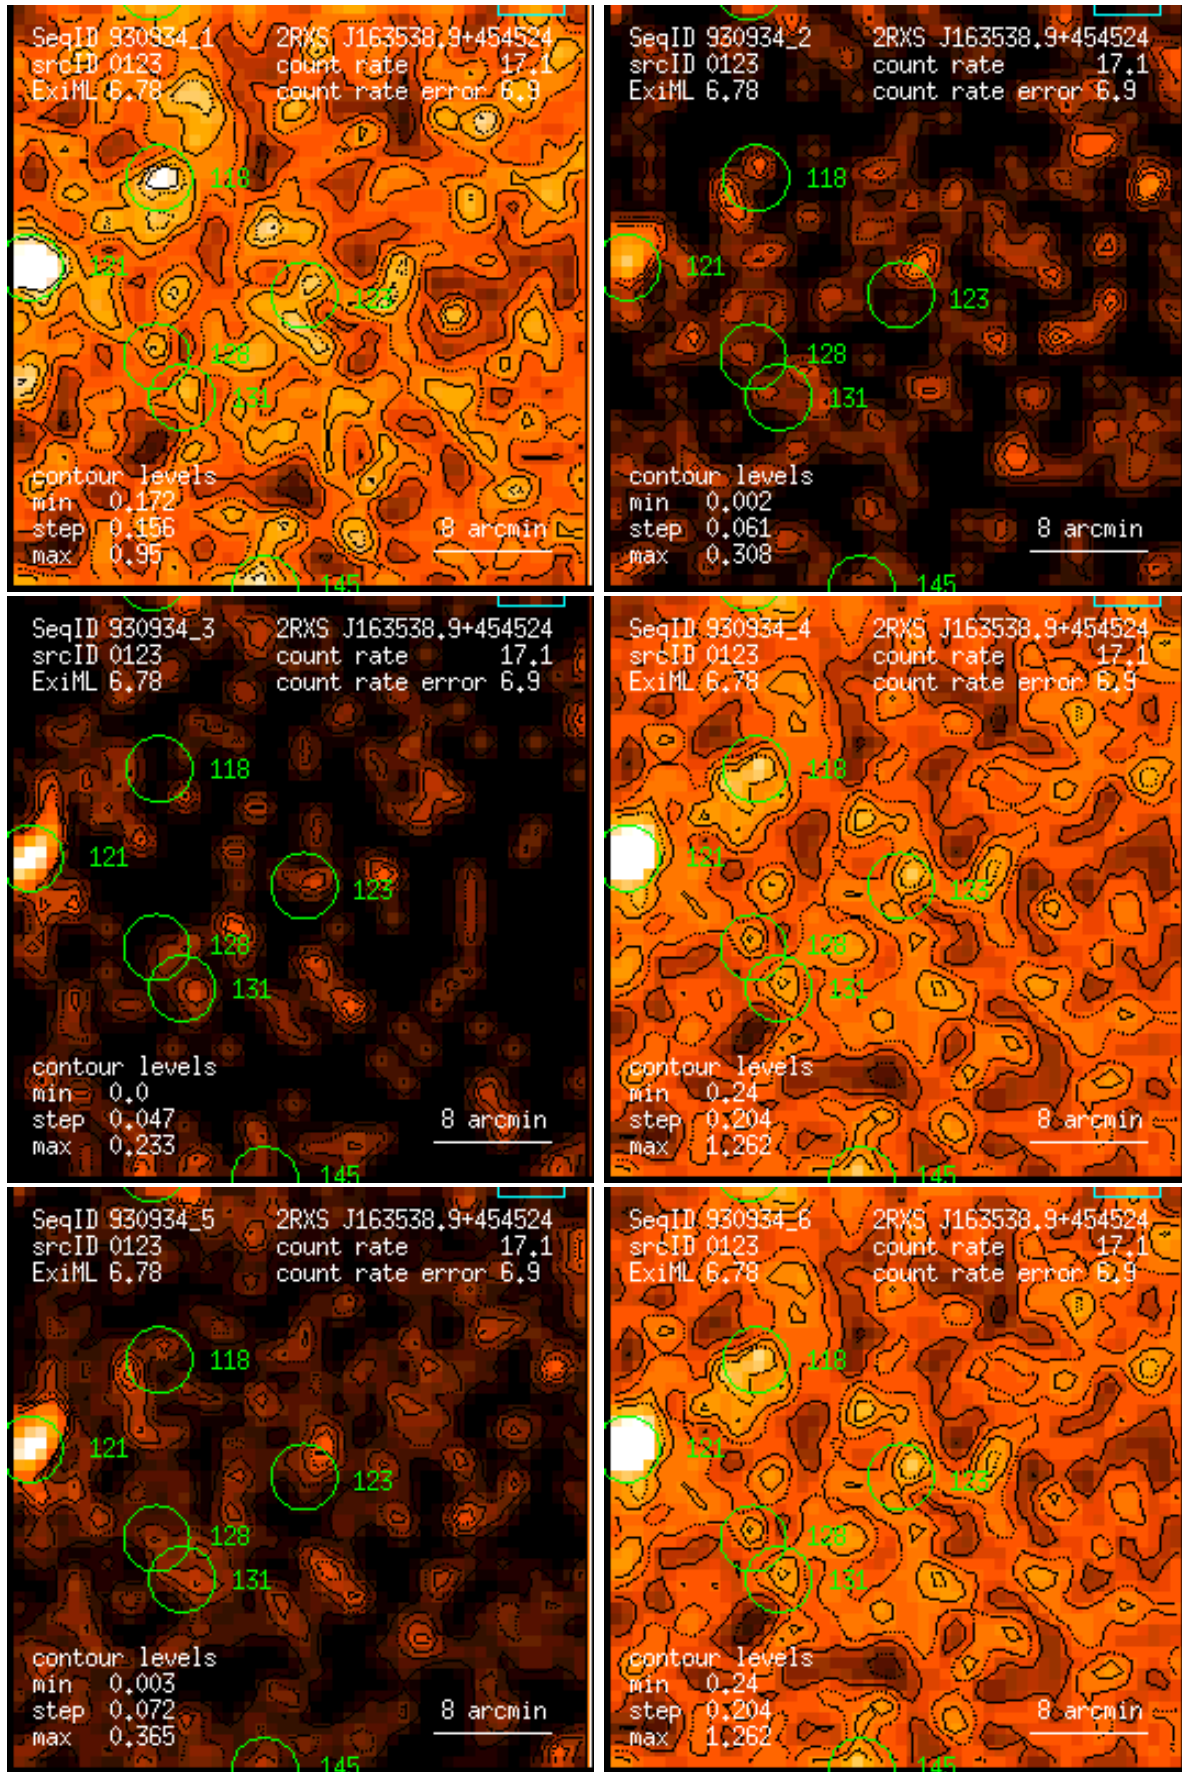 SeqID 930934_1 2RXS J163538.9+454524
srcID 0123 count rate 17.1
ExiML 6.78 count rate error 6.9
118
121
123
128
131
contour levels
min 0.172
step 0.156 8 arcmin
max 0.95
145
SeqID 930934_2 2RXS J163538.9+454524
srcID 0123 count rate 17.1
ExiML 6.78 count rate error 6.9
118
121
123
128
131
contour levels
min 0.002
step 0.061 8 arcmin
max 0.308
145
SeqID 930934_3 2RXS J163538.9+454524
srcID 0123 count rate 17.1
ExiML 6.78 count rate error 6.9
118
121
123
128
131
contour levels
min 0.0
step 0.047 8 arcmin
max 0.233
145
SeqID 930934_4 2RXS J163538.9+454524
srcID 0123 count rate 17.1
ExiML 6.78 count rate error 6.9
118
121
123
128
131
contour levels
min 0.24
step 0.204 8 arcmin
max 1.262
145
SeqID 930934_5 2RXS J163538.9+454524
srcID 0123 count rate 17.1
ExiML 6.78 count rate error 6.9
118
121
123
128
131
contour levels
min 0.003
step 0.072 8 arcmin
max 0.365
145
SeqID 930934_6 2RXS J163538.9+454524
srcID 0123 count rate 17.1
ExiML 6.78 count rate error 6.9
118
121
123
128
131
contour levels
min 0.24
step 0.204 8 arcmin
max 1.262
145